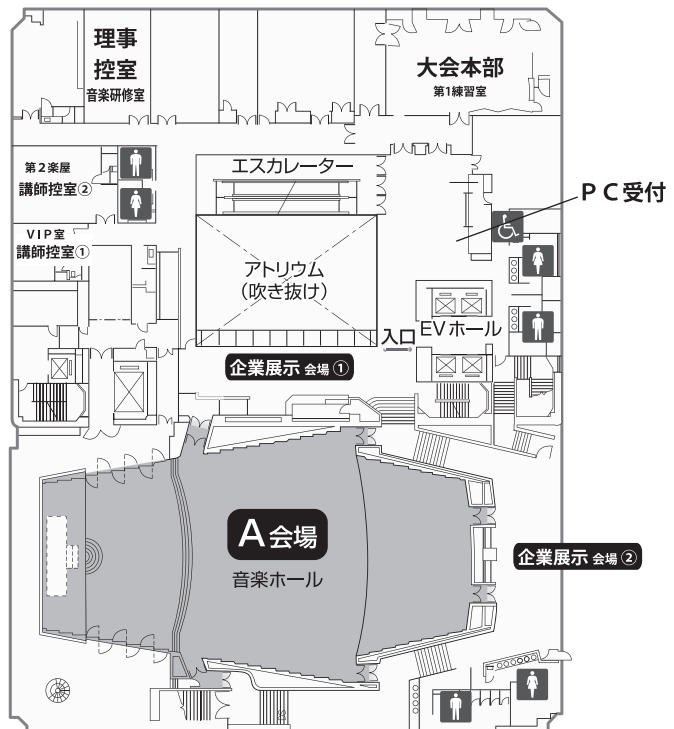 理事
控室
音楽研修室
大会本部
第1練習室
第2楽屋
講師控室②
エスカレーター
PC受付
VIP室
講師控室①
アトリウム
(吹き抜け)
入口
EVホール
企業展示 会場①
A会場
音楽ホール
企業展示 会場②